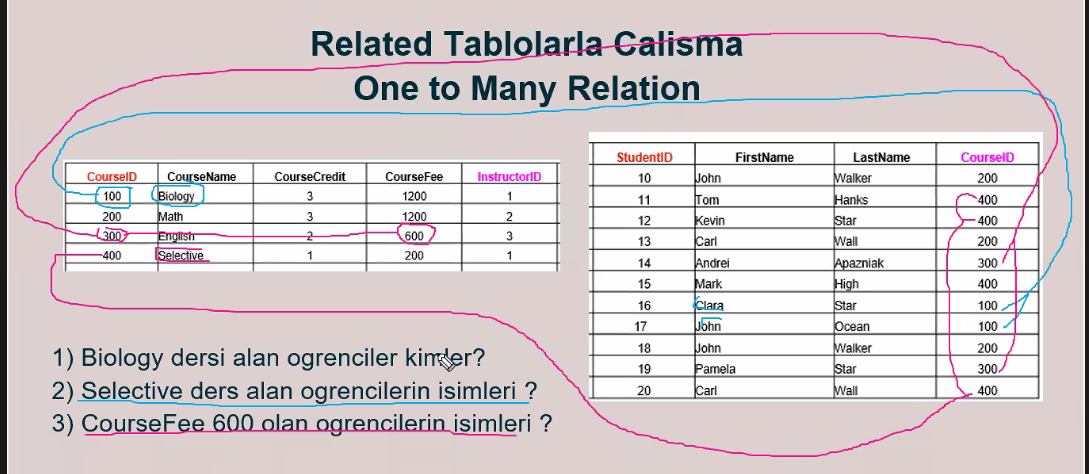 Related Tablolarla Calisma
One to Many Relation
CourseID CourseName CourseCredit CourseFee InstructorID
100 Biology 3 1200 1
200 Math 3 1200 2
300 English 2 600 3
400 Selective 1 200 1
StudentID FirstName LastName CourseID
10 John Walker 200
11 Tom Hanks 400
12 Kevin Star 400
13 Carl Wall 200
14 Andrei Apazniak 300
15 Mark High 400
16 Clara Star 100
17 John Ocean 100
18 John Walker 200
19 Pamela Star 300
20 Carl Wall 400
1) Biology dersi alan ogrenciler kimler?
2) Selective ders alan ogrencilerin isimleri ?
3) CourseFee 600 olan ogrencilerin isimleri ?